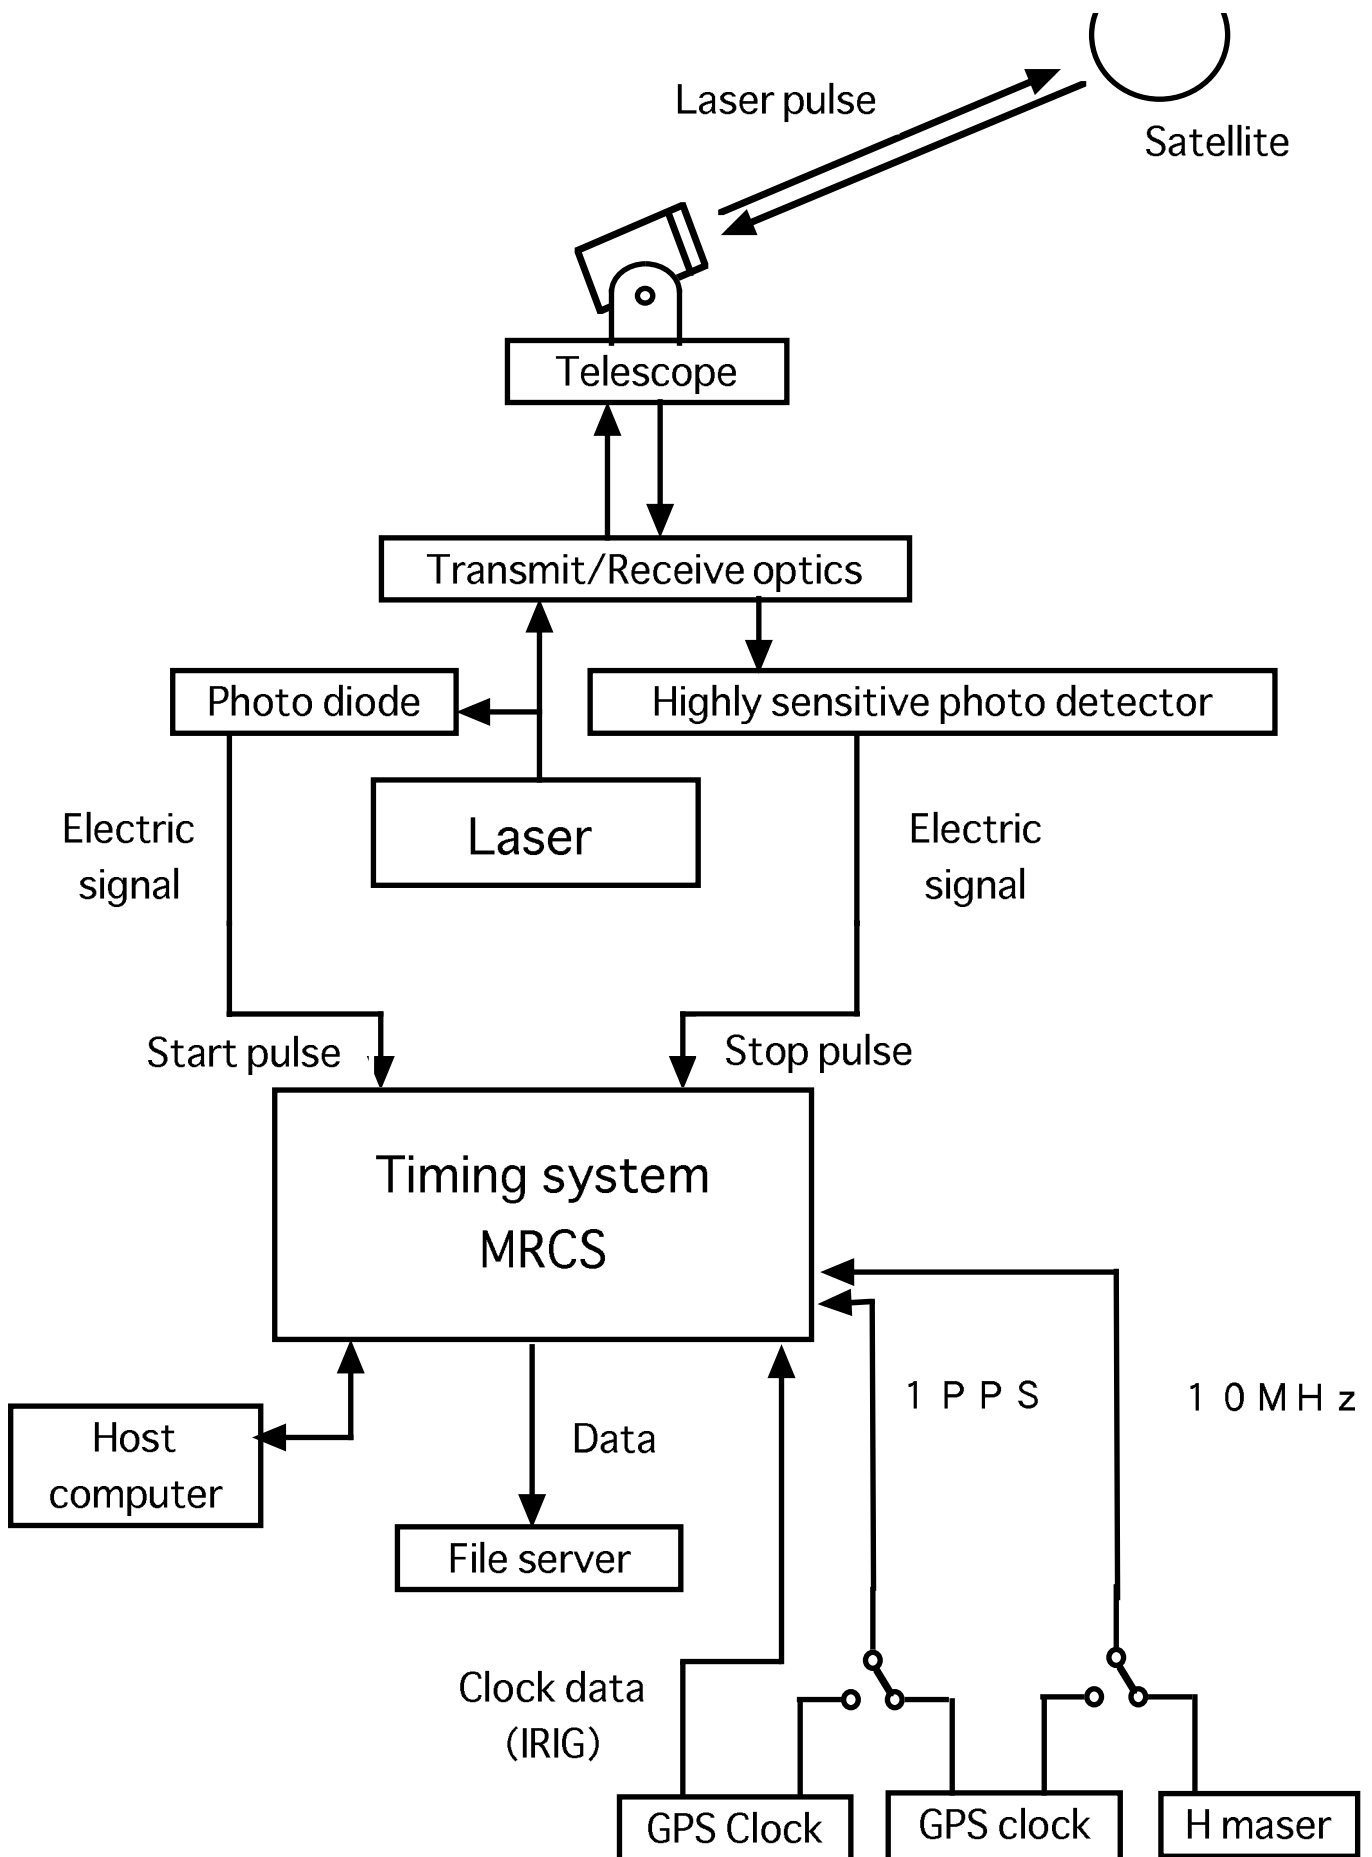 Laser pulse
Satellite
Telescope
Transmit/Receive optics
Photo diode
Highly sensitive photo detector
Laser
Electric
signal
Electric
signal
Start pulse
Stop pulse
Timing system
MRCS
1 P P S
1 0 M H z
Host
computer
Data
File server
Clock data
(IRIG)
GPS Clock
GPS clock
H maser